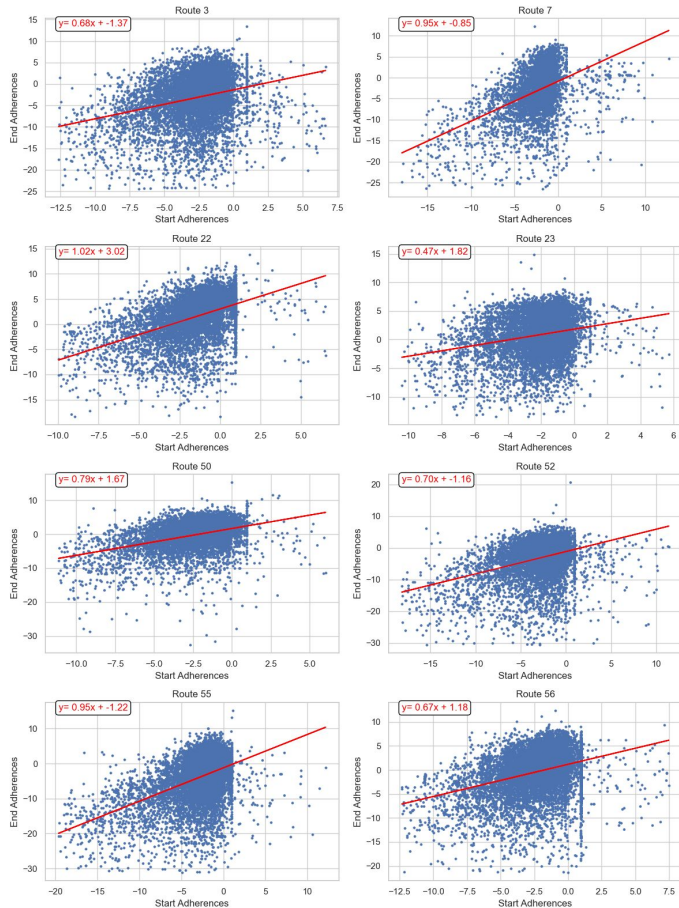 Route 3
y= 0.68x + -1.37
End Adherences
15
10
5
0
−5
−10
−15
−20
−25
−12.5 −10.0 −7.5 −5.0 −2.5 0.0 2.5 5.0 7.5
Start Adherences
Route 7
y= 0.95x + -0.85
End Adherences
10
5
0
−5
−10
−15
−20
−25
−15 −10 −5 0 5 10
Start Adherences
Route 22
y= 1.02x + 3.02
End Adherences
15
10
5
0
−5
−10
−15
−10.0 −7.5 −5.0 −2.5 0.0 2.5 5.0
Start Adherences
Route 23
y= 0.47x + 1.82
End Adherences
15
10
5
0
−5
−10
−10 −8 −6 −4 −2 0 2 4 6
Start Adherences
Route 50
y= 0.79x + 1.67
End Adherences
10
0
−10
−20
−30
−10.0 −7.5 −5.0 −2.5 0.0 2.5 5.0
Start Adherences
Route 52
y= 0.70x + -1.16
End Adherences
20
10
0
−10
−20
−30
−15 −10 −5 0 5 10
Start Adherences
Route 55
y= 0.95x + -1.22
End Adherences
10
0
−10
−20
−30
−20 −15 −10 −5 0 5 10
Start Adherences
Route 56
y= 0.67x + 1.18
End Adherences
10
5
0
−5
−10
−15
−20
−12.5 −10.0 −7.5 −5.0 −2.5 0.0 2.5 5.0 7.5
Start Adherences